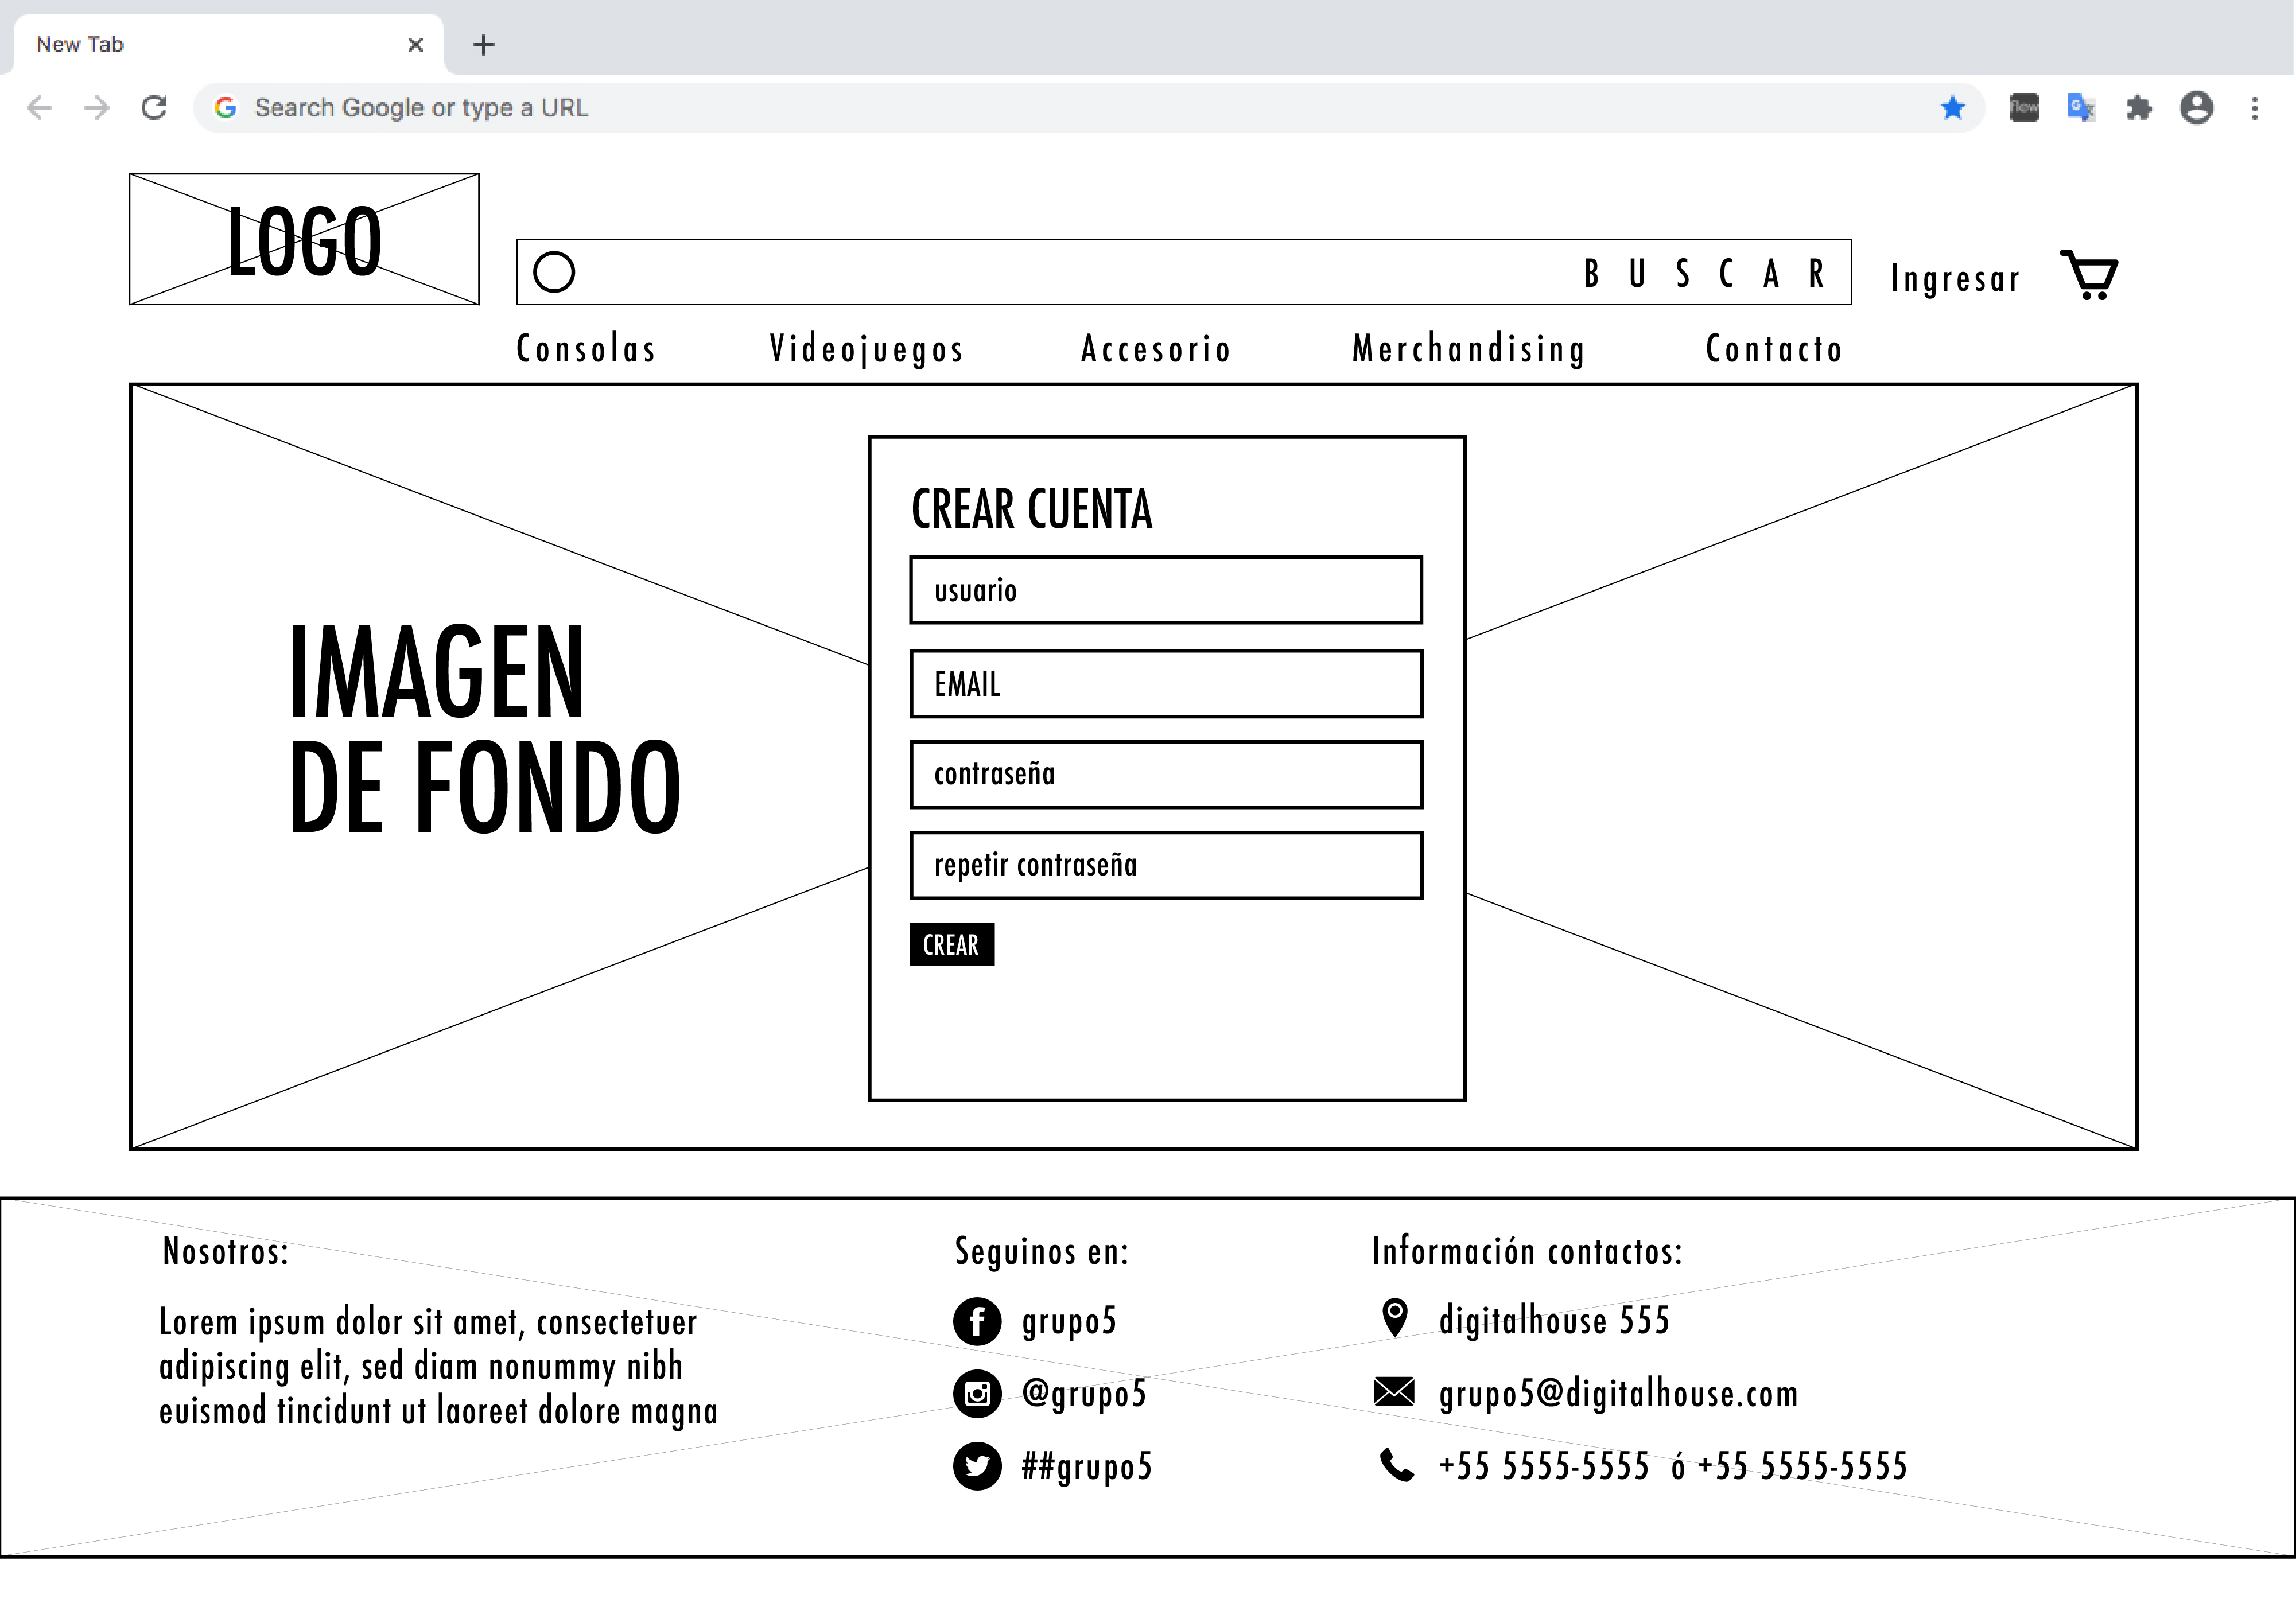 New Tab
Search Google or type a URL
flow
LOGO
BUSCAR
Ingresar
Consolas Videojuegos Accesorio Merchandising Contacto
IMAGEN
DE FONDO
CREAR CUENTA
usuario
EMAIL
contraseña
repetir contraseña
CREAR
Nosotros:
Lorem ipsum dolor sit amet, consectetuer
adipiscing elit, sed diam nonummy nibh
euismod tincidunt ut laoreet dolore magna
Seguinos en:
grupo5
@grupo5
##grupo5
Información contactos:
digitalhouse 555
grupo5@digitalhouse.com
+55 5555-5555 ó +55 5555-5555